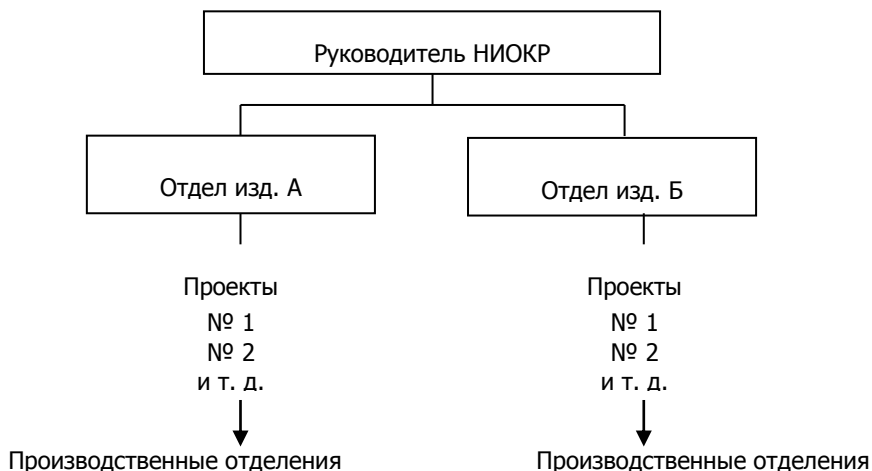 Руководитель НИОКР
Отдел изд. А
Отдел изд. Б
Проекты
№ 1
№ 2
и т. д.
Производственные отделения
Проекты
№ 1
№ 2
и т. д.
Производственные отделения